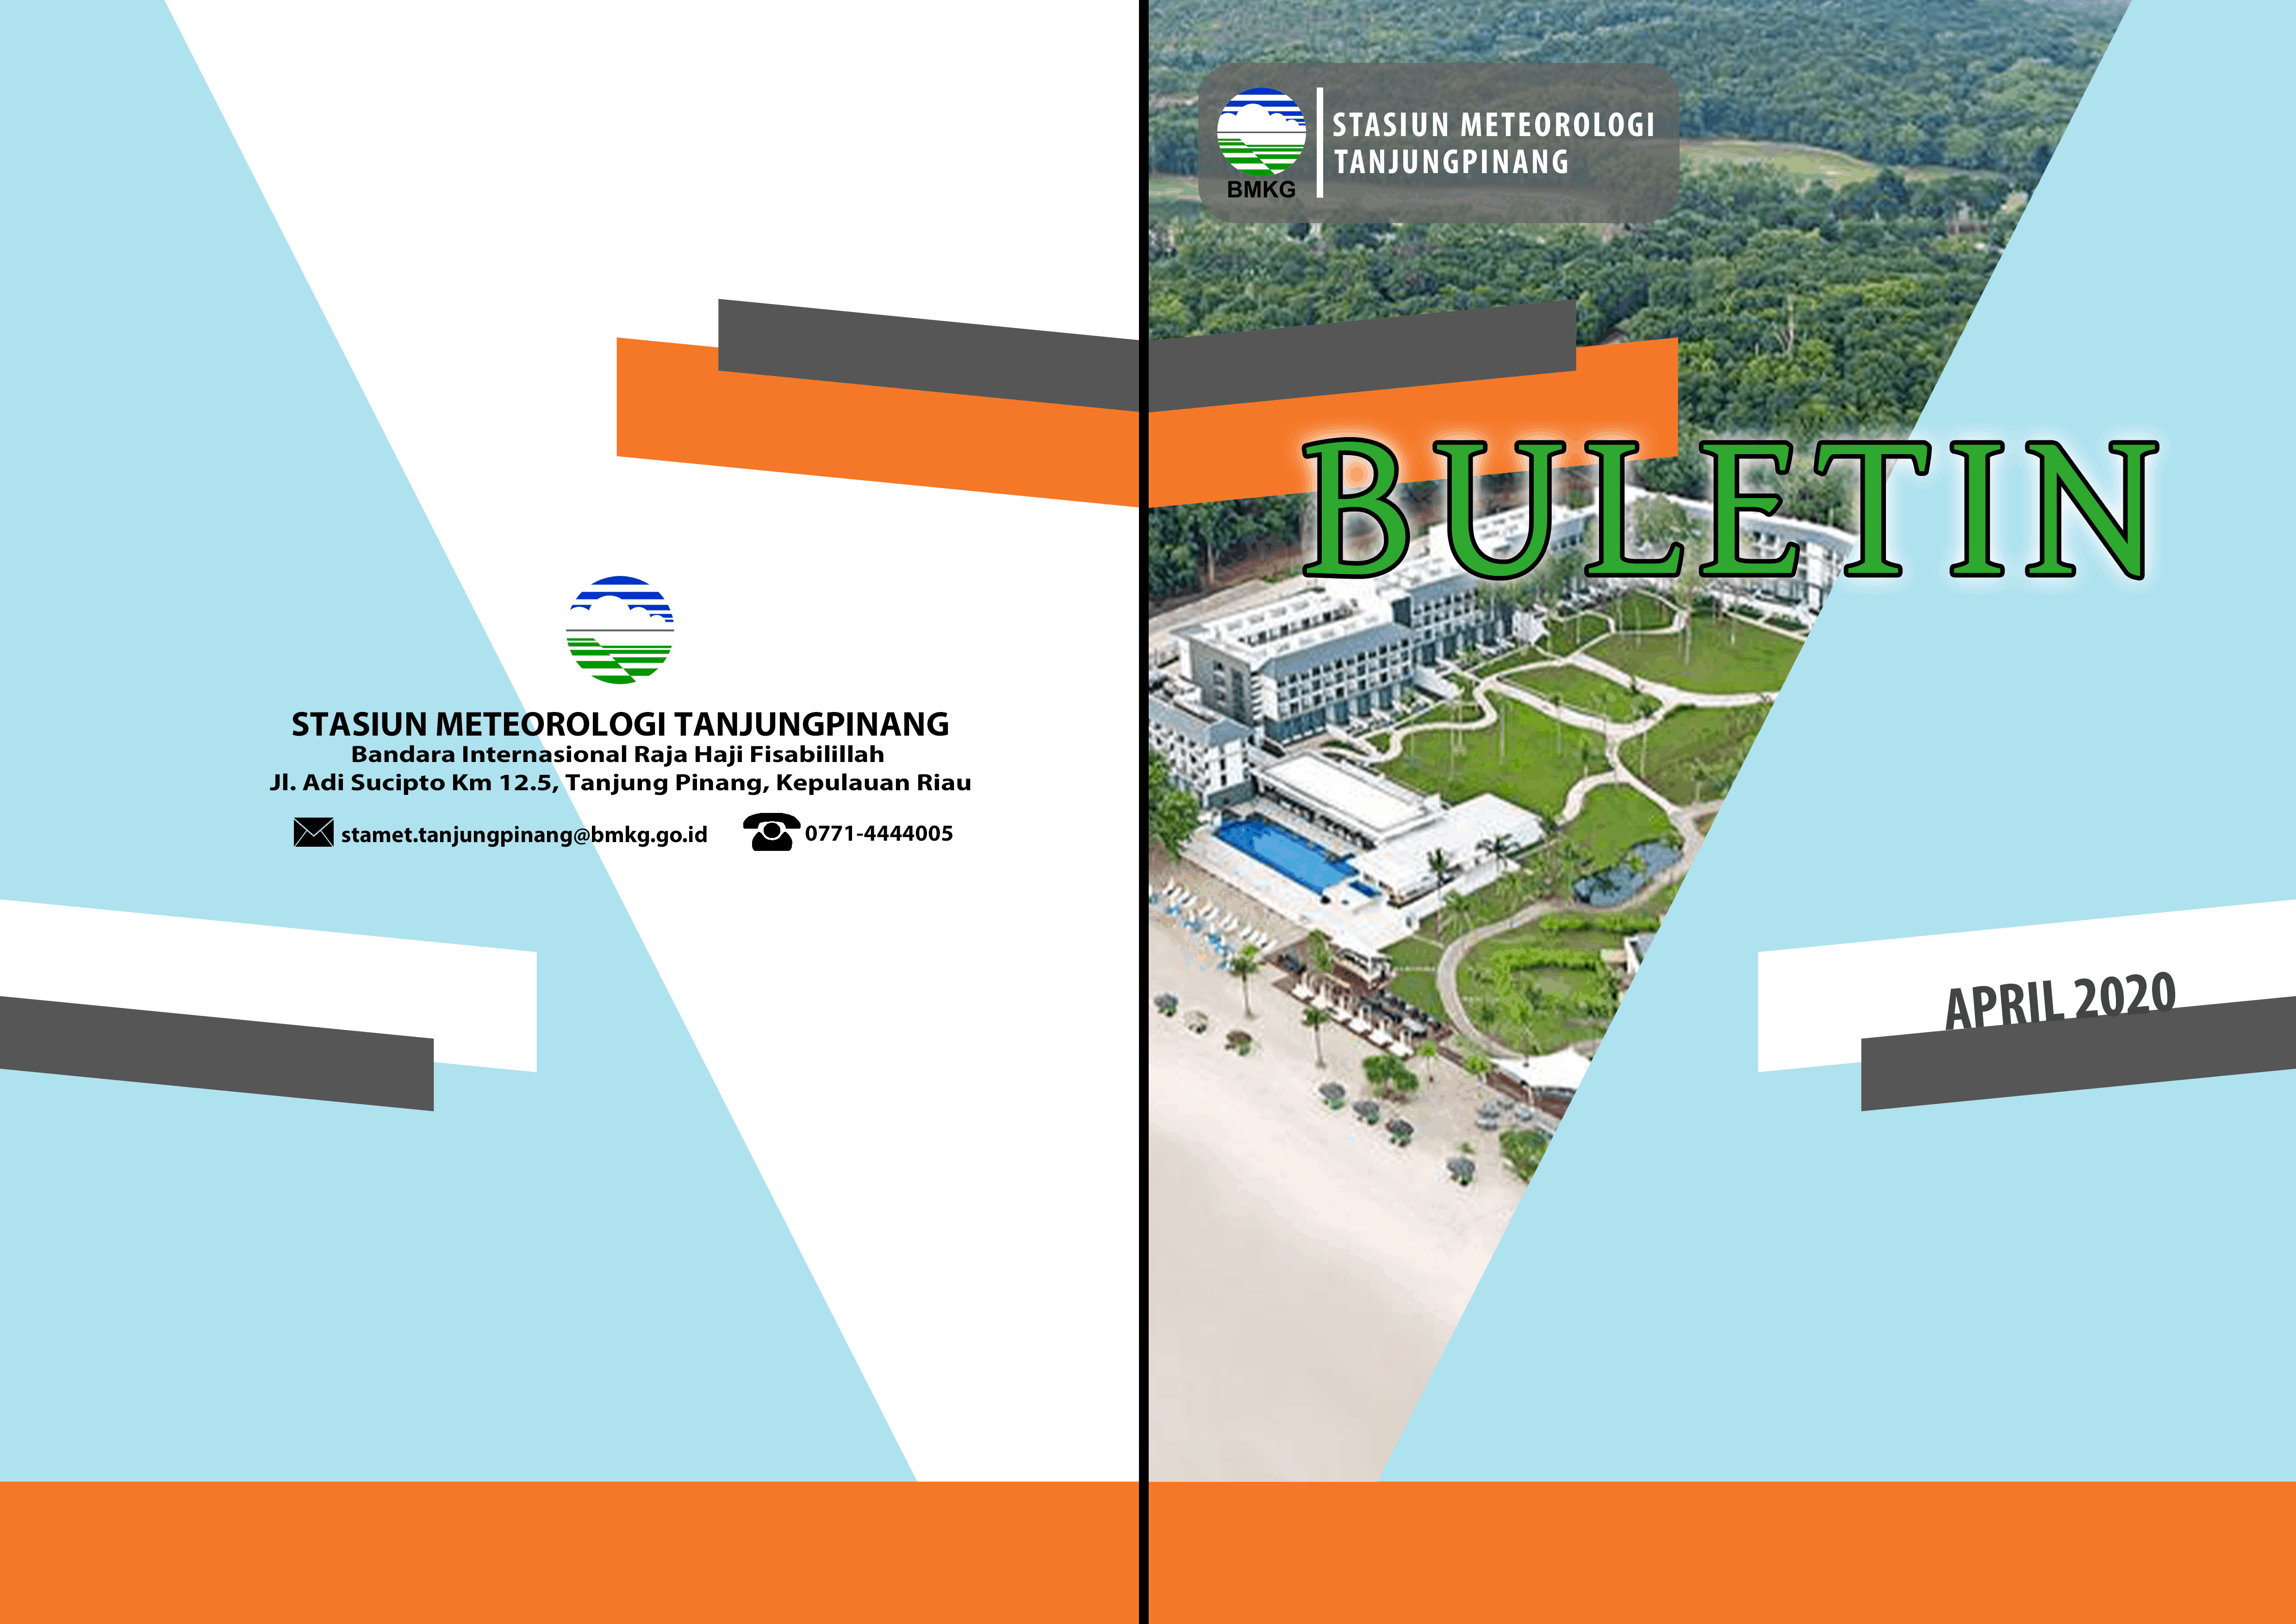 STASIUN METEOROLOGI TANJUNGPINANG
Bandara Internasional Raja Haji Fisabilillah
Jl. Adi Sucipto Km 12.5, Tanjung Pinang, Kepulauan Riau
stamet.tanjungpinang@bmkg.go.id 0771-4444005
BMKG
STASIUN METEOROLOGI
TANJUNGPINANG
BULETIN
APRIL 2020